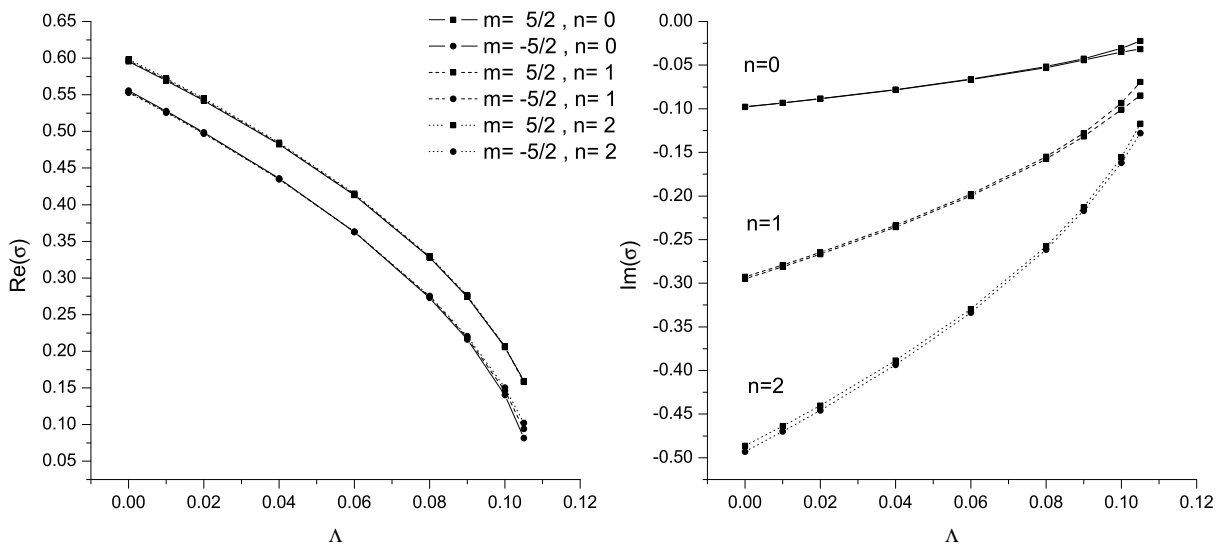 0.65
0.60
0.55
0.50
0.45
0.40
0.35
0.30
0.25
0.20
0.15
0.10
0.05
Re(σ)
0.00 0.02 0.04 0.06 0.08 0.10 0.12
Λ
m= 5/2 , n= 0
m= -5/2 , n= 0
m= 5/2 , n= 1
m= -5/2 , n= 1
m= 5/2 , n= 2
m= -5/2 , n= 2
0.00
-0.05
-0.10
-0.15
-0.20
-0.25
-0.30
-0.35
-0.40
-0.45
-0.50
Im(σ)
n=0
n=1
n=2
0.00 0.02 0.04 0.06 0.08 0.10 0.12
Λ